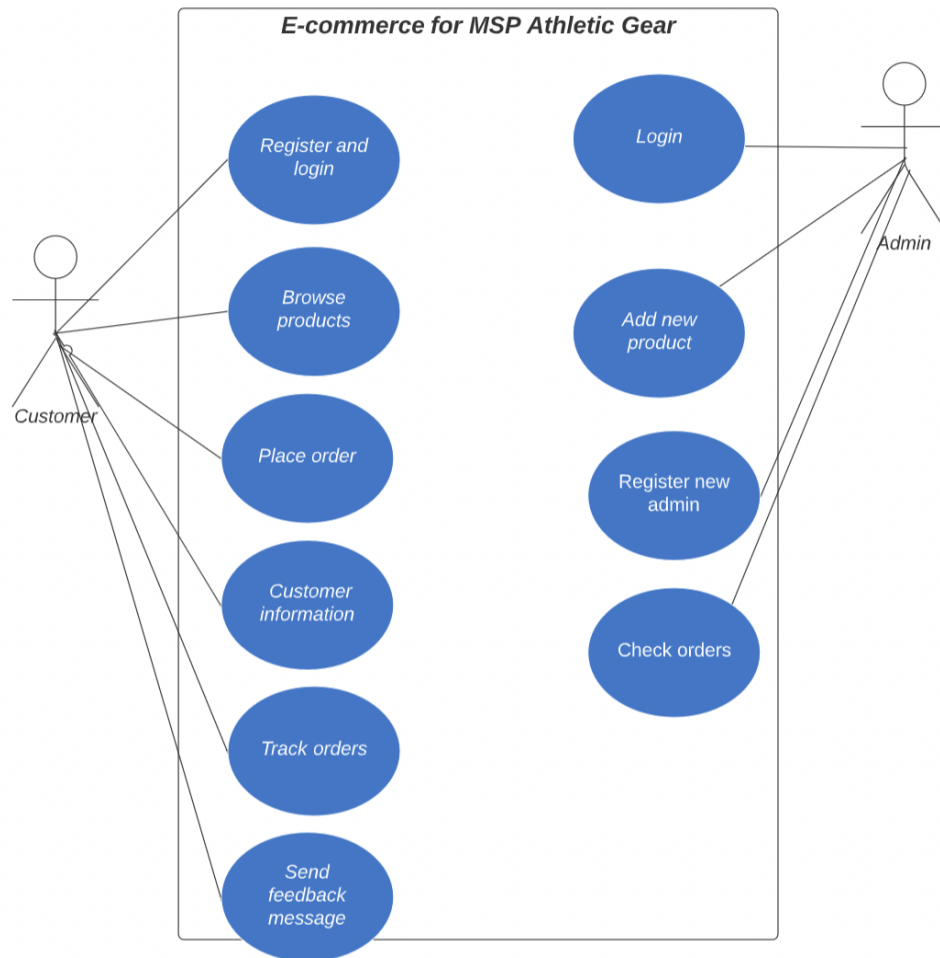 E-commerce for MSP Athletic Gear
Register and
login
Browse
products
Place order
Customer
information
Track orders
Send
feedback
message
Customer
Login
Add new
product
Register new
admin
Check orders
Admin